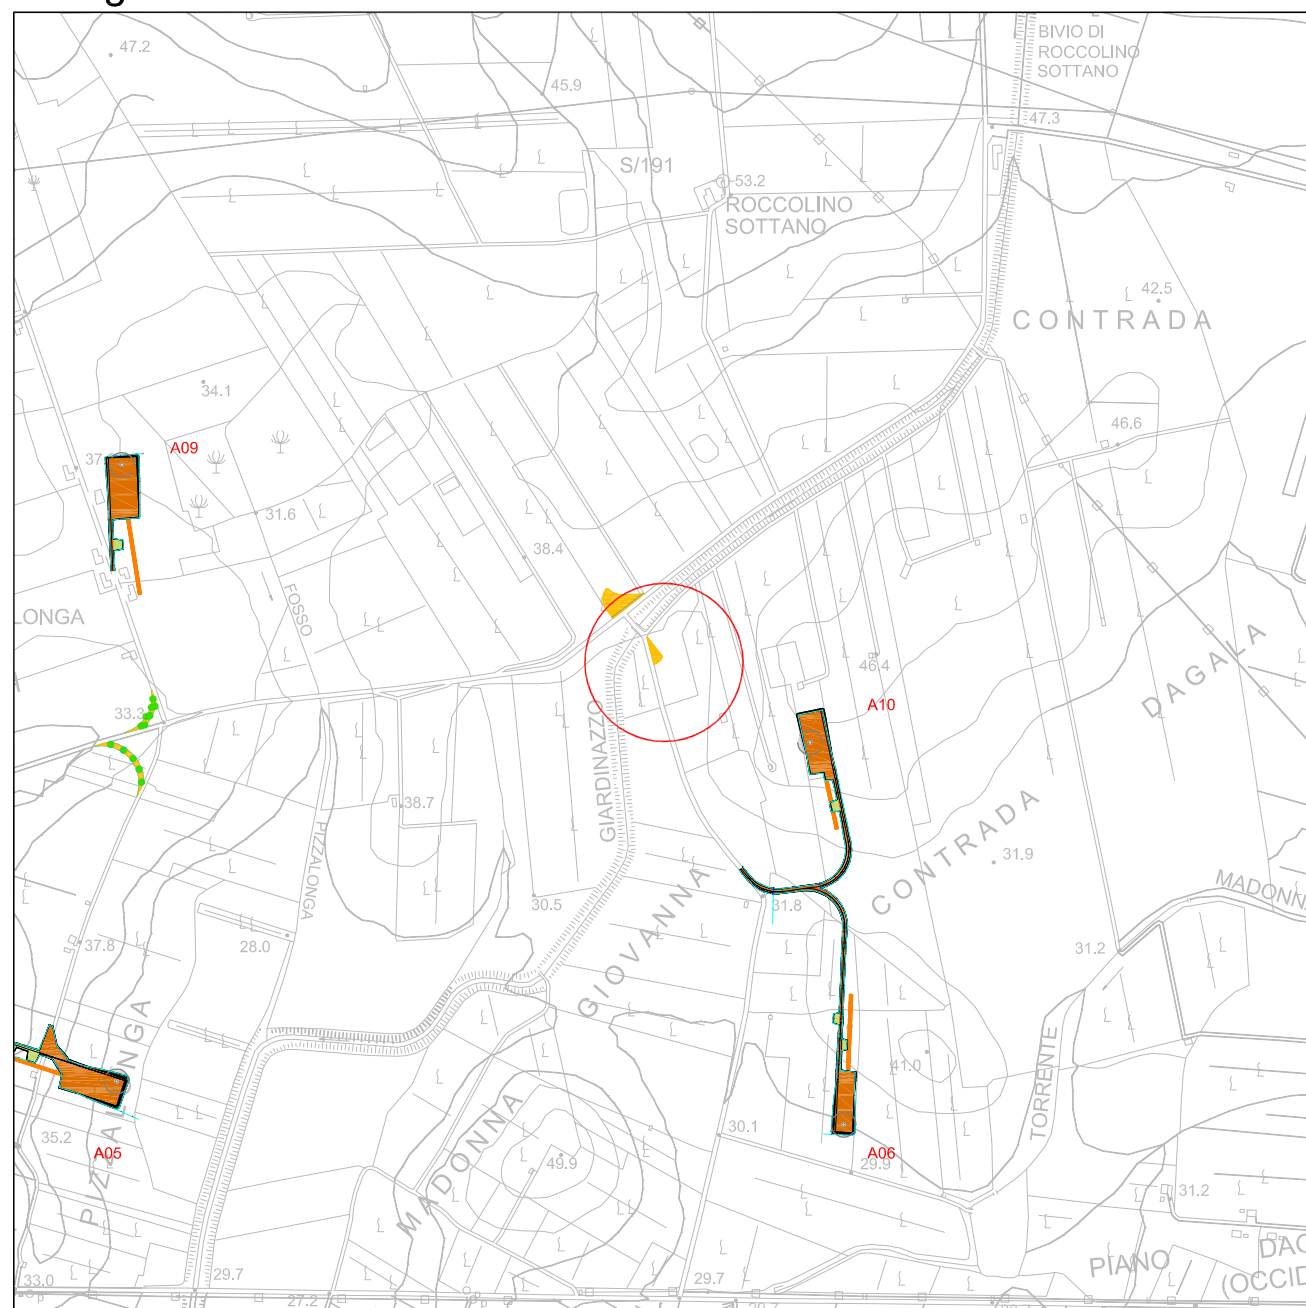 47.2
BIVIO DI
ROCCOLINO
SOTTANO
45.9
47.3
S/191
53.2
ROCCOLINO
SOTTANO
42.5
CONTRADA
34.1
46.6
A09
31.6
38.4
FOSSO
LONGA
46.4
DAGALA
A10
33.3
GIARDINAZZO
38.7
PIZZALONGA
CONTRADA
31.9
MADONNA
30.5
31.8
GIOVANNA
28.0
37.8
31.2
PIZZALONGA
41.0
TORRENTE
35.2
A05
MADONNA
49.9
30.1
A06
29.9
31.2
PIANO
33.0
29.7
27.2
29.7